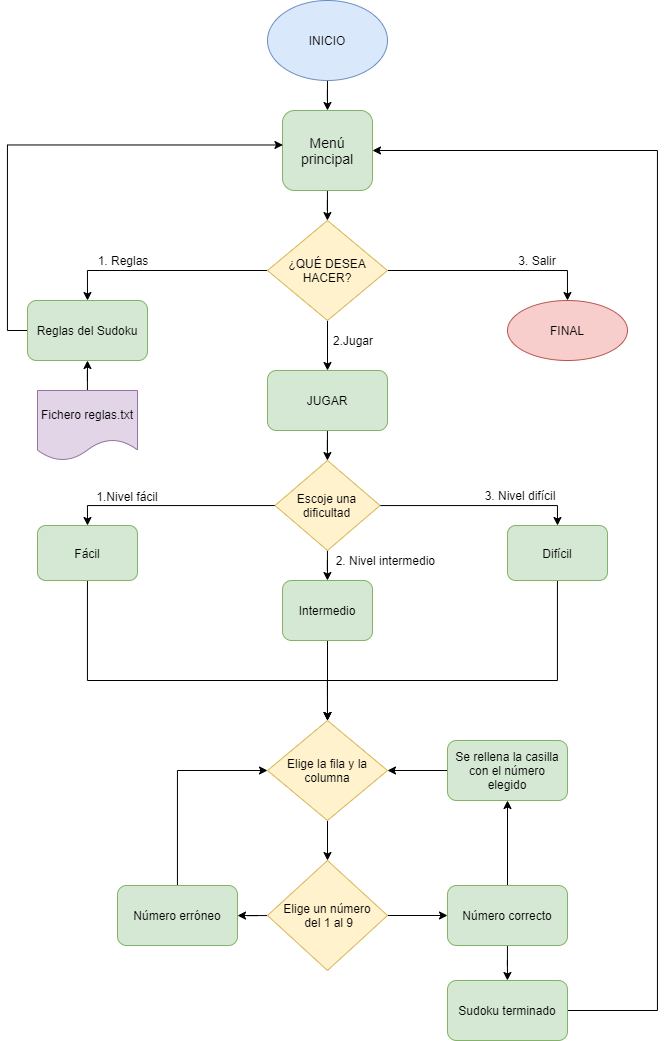 INICIO
Menú
principal
¿QUÉ DESEA
HACER?
1. Reglas
3. Salir
Reglas del Sudoku
FINAL
2.Jugar
Fichero reglas.txt
JUGAR
Escoje una
dificultad
1.Nivel fácil
3. Nivel difícil
Fácil
2. Nivel intermedio
Difícil
Intermedio
Elige la fila y la
columna
Se rellena la casilla
con el número
elegido
Número erróneo
Elige un número
del 1 al 9
Número correcto
Sudoku terminado